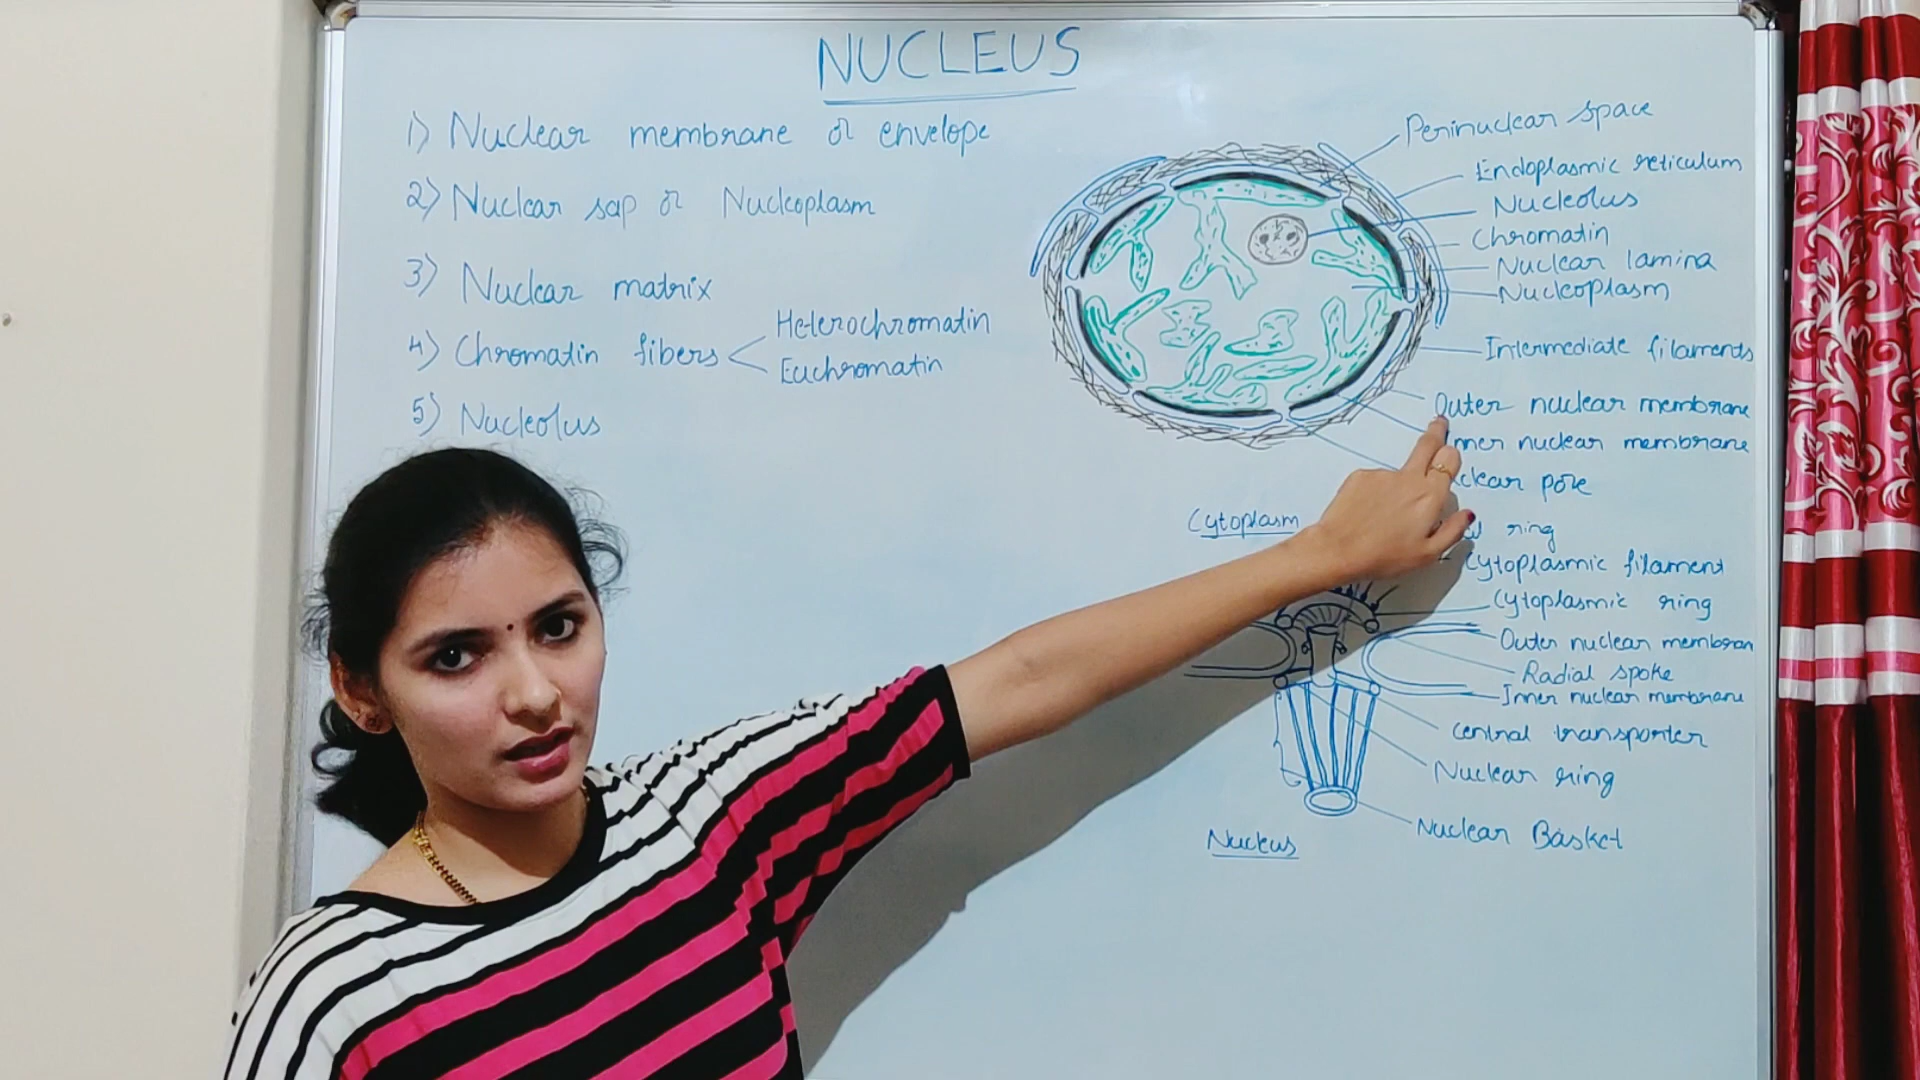 NUCLEUS
1) Nuclear membrane or envelope
2) Nuclear sap or Nucleoplasm
3) Nuclear matrix
4) Chromatin fibers
Heterochromatin
Euchromatin
5) Nucleolus
Perinuclear space
Endoplasmic reticulum
Nucleolus
Chromatin
Nuclear lamina
Nucleoplasm
Intermediate filaments
Outer nuclear membrane
nuclear membrane
pore
Cytoplasm
ring
Cytoplasmic filament
Cytoplasmic ring
Outer nuclear membran
Radial spoke
Inner nuclear membrane
Central transporter
Nuclear ring
Nuclear Basket
Nucleus